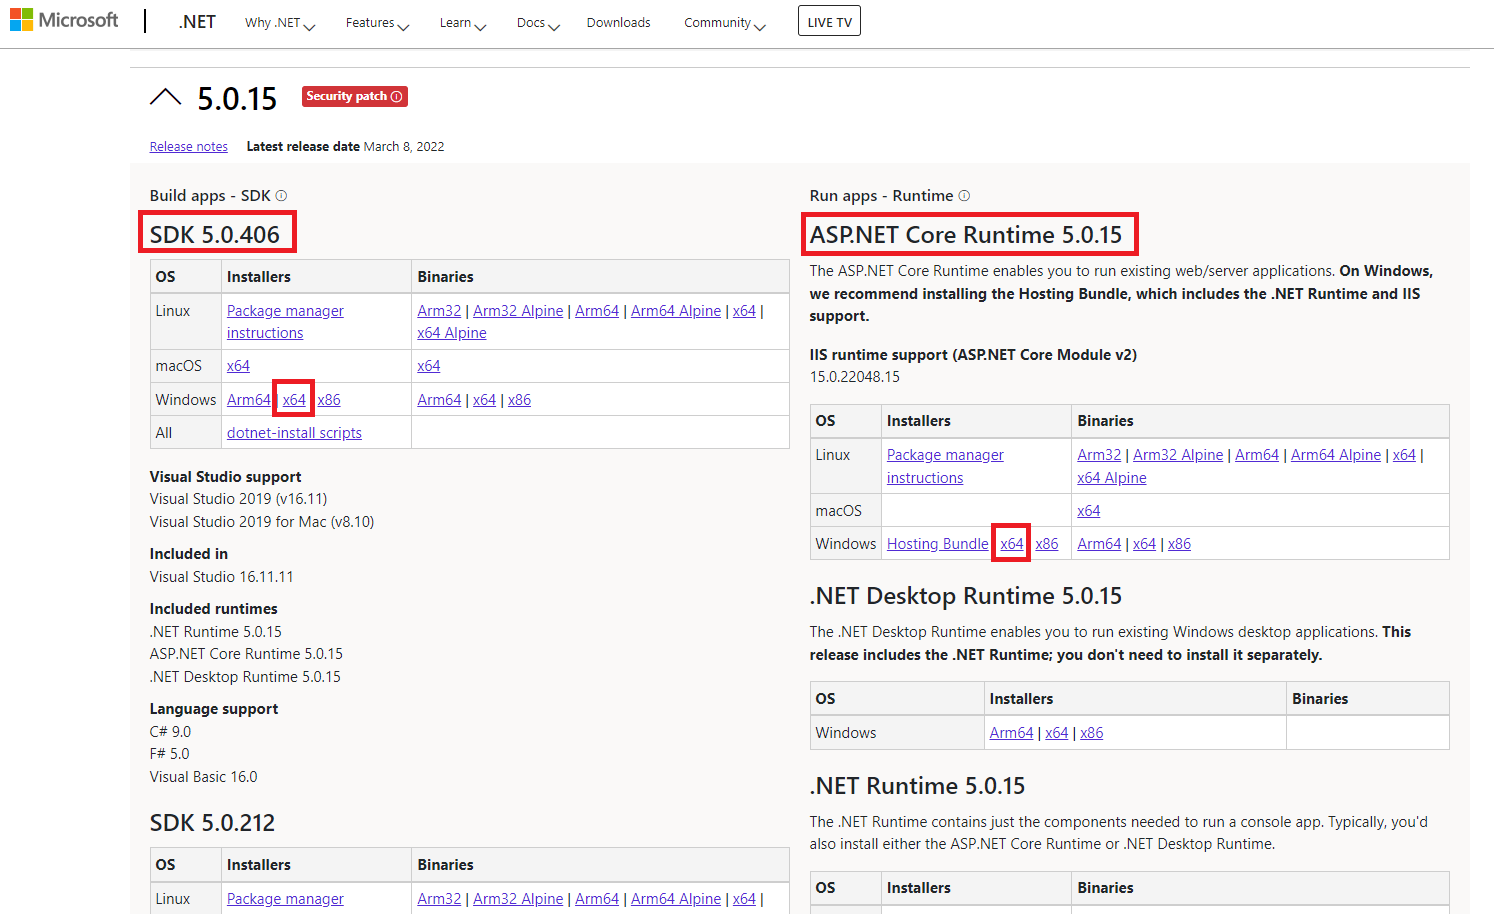 Microsoft
.NET
Why .NET
Features
Learn
Docs
Downloads
Community
LIVE TV
5.0.15
Security patch
Release notes
Latest release date March 8, 2022
Build apps - SDK
SDK 5.0.406
OS Installers Binaries
Linux Package manager instructions Arm32 | Arm32 Alpine | Arm64 | Arm64 Alpine | x64 |
x64 Alpine
macOS x64 x64
Windows Arm64 | x64 x86 Arm64 | x64 | x86
All dotnet-install scripts
Visual Studio support
Visual Studio 2019 (v16.11)
Visual Studio 2019 for Mac (v8.10)
Included in
Visual Studio 16.11.11
Included runtimes
.NET Runtime 5.0.15
ASP.NET Core Runtime 5.0.15
.NET Desktop Runtime 5.0.15
Language support
C# 9.0
F# 5.0
Visual Basic 16.0
SDK 5.0.212
OS Installers Binaries
Linux Package manager Arm32 | Arm32 Alpine | Arm64 | Arm64 Alpine | x64 |
Run apps - Runtime
ASP.NET Core Runtime 5.0.15
The ASP.NET Core Runtime enables you to run existing web/server applications. On Windows,
we recommend installing the Hosting Bundle, which includes the .NET Runtime and IIS
support.
IIS runtime support (ASP.NET Core Module v2)
15.0.22048.15
OS Installers Binaries
Linux Package manager instructions Arm32 | Arm32 Alpine | Arm64 | Arm64 Alpine | x64 |
x64 Alpine
macOS x64
Windows Hosting Bundle x64 x86 Arm64 | x64 | x86
.NET Desktop Runtime 5.0.15
The .NET Desktop Runtime enables you to run existing Windows desktop applications. This
release includes the .NET Runtime; you don't need to install it separately.
OS Installers Binaries
Windows Arm64 | x64 | x86
.NET Runtime 5.0.15
The .NET Runtime contains just the components needed to run a console app. Typically, you'd
also install either the ASP.NET Core Runtime or .NET Desktop Runtime.
OS Installers Binaries